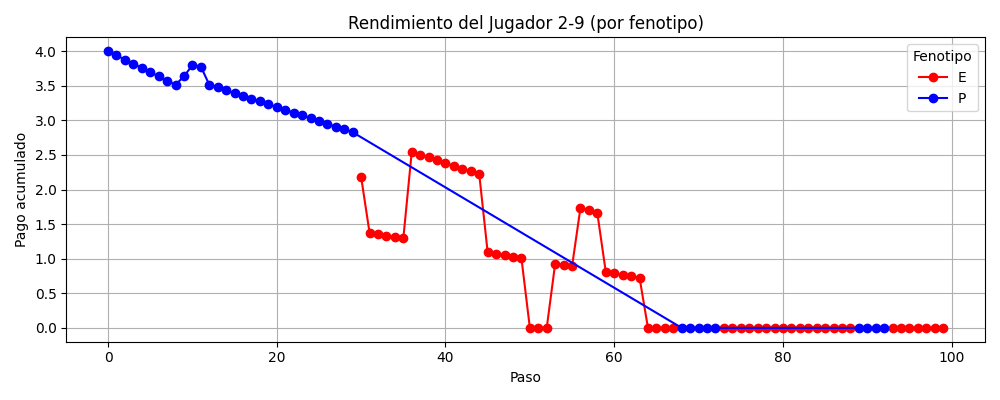 Rendimiento del Jugador 2-9 (por fenotipo)
Pago acumulado
4.0
3.5
3.0
2.5
2.0
1.5
1.0
0.5
0.0
0 20 40 60 80 100
Paso
Fenotipo
E
P